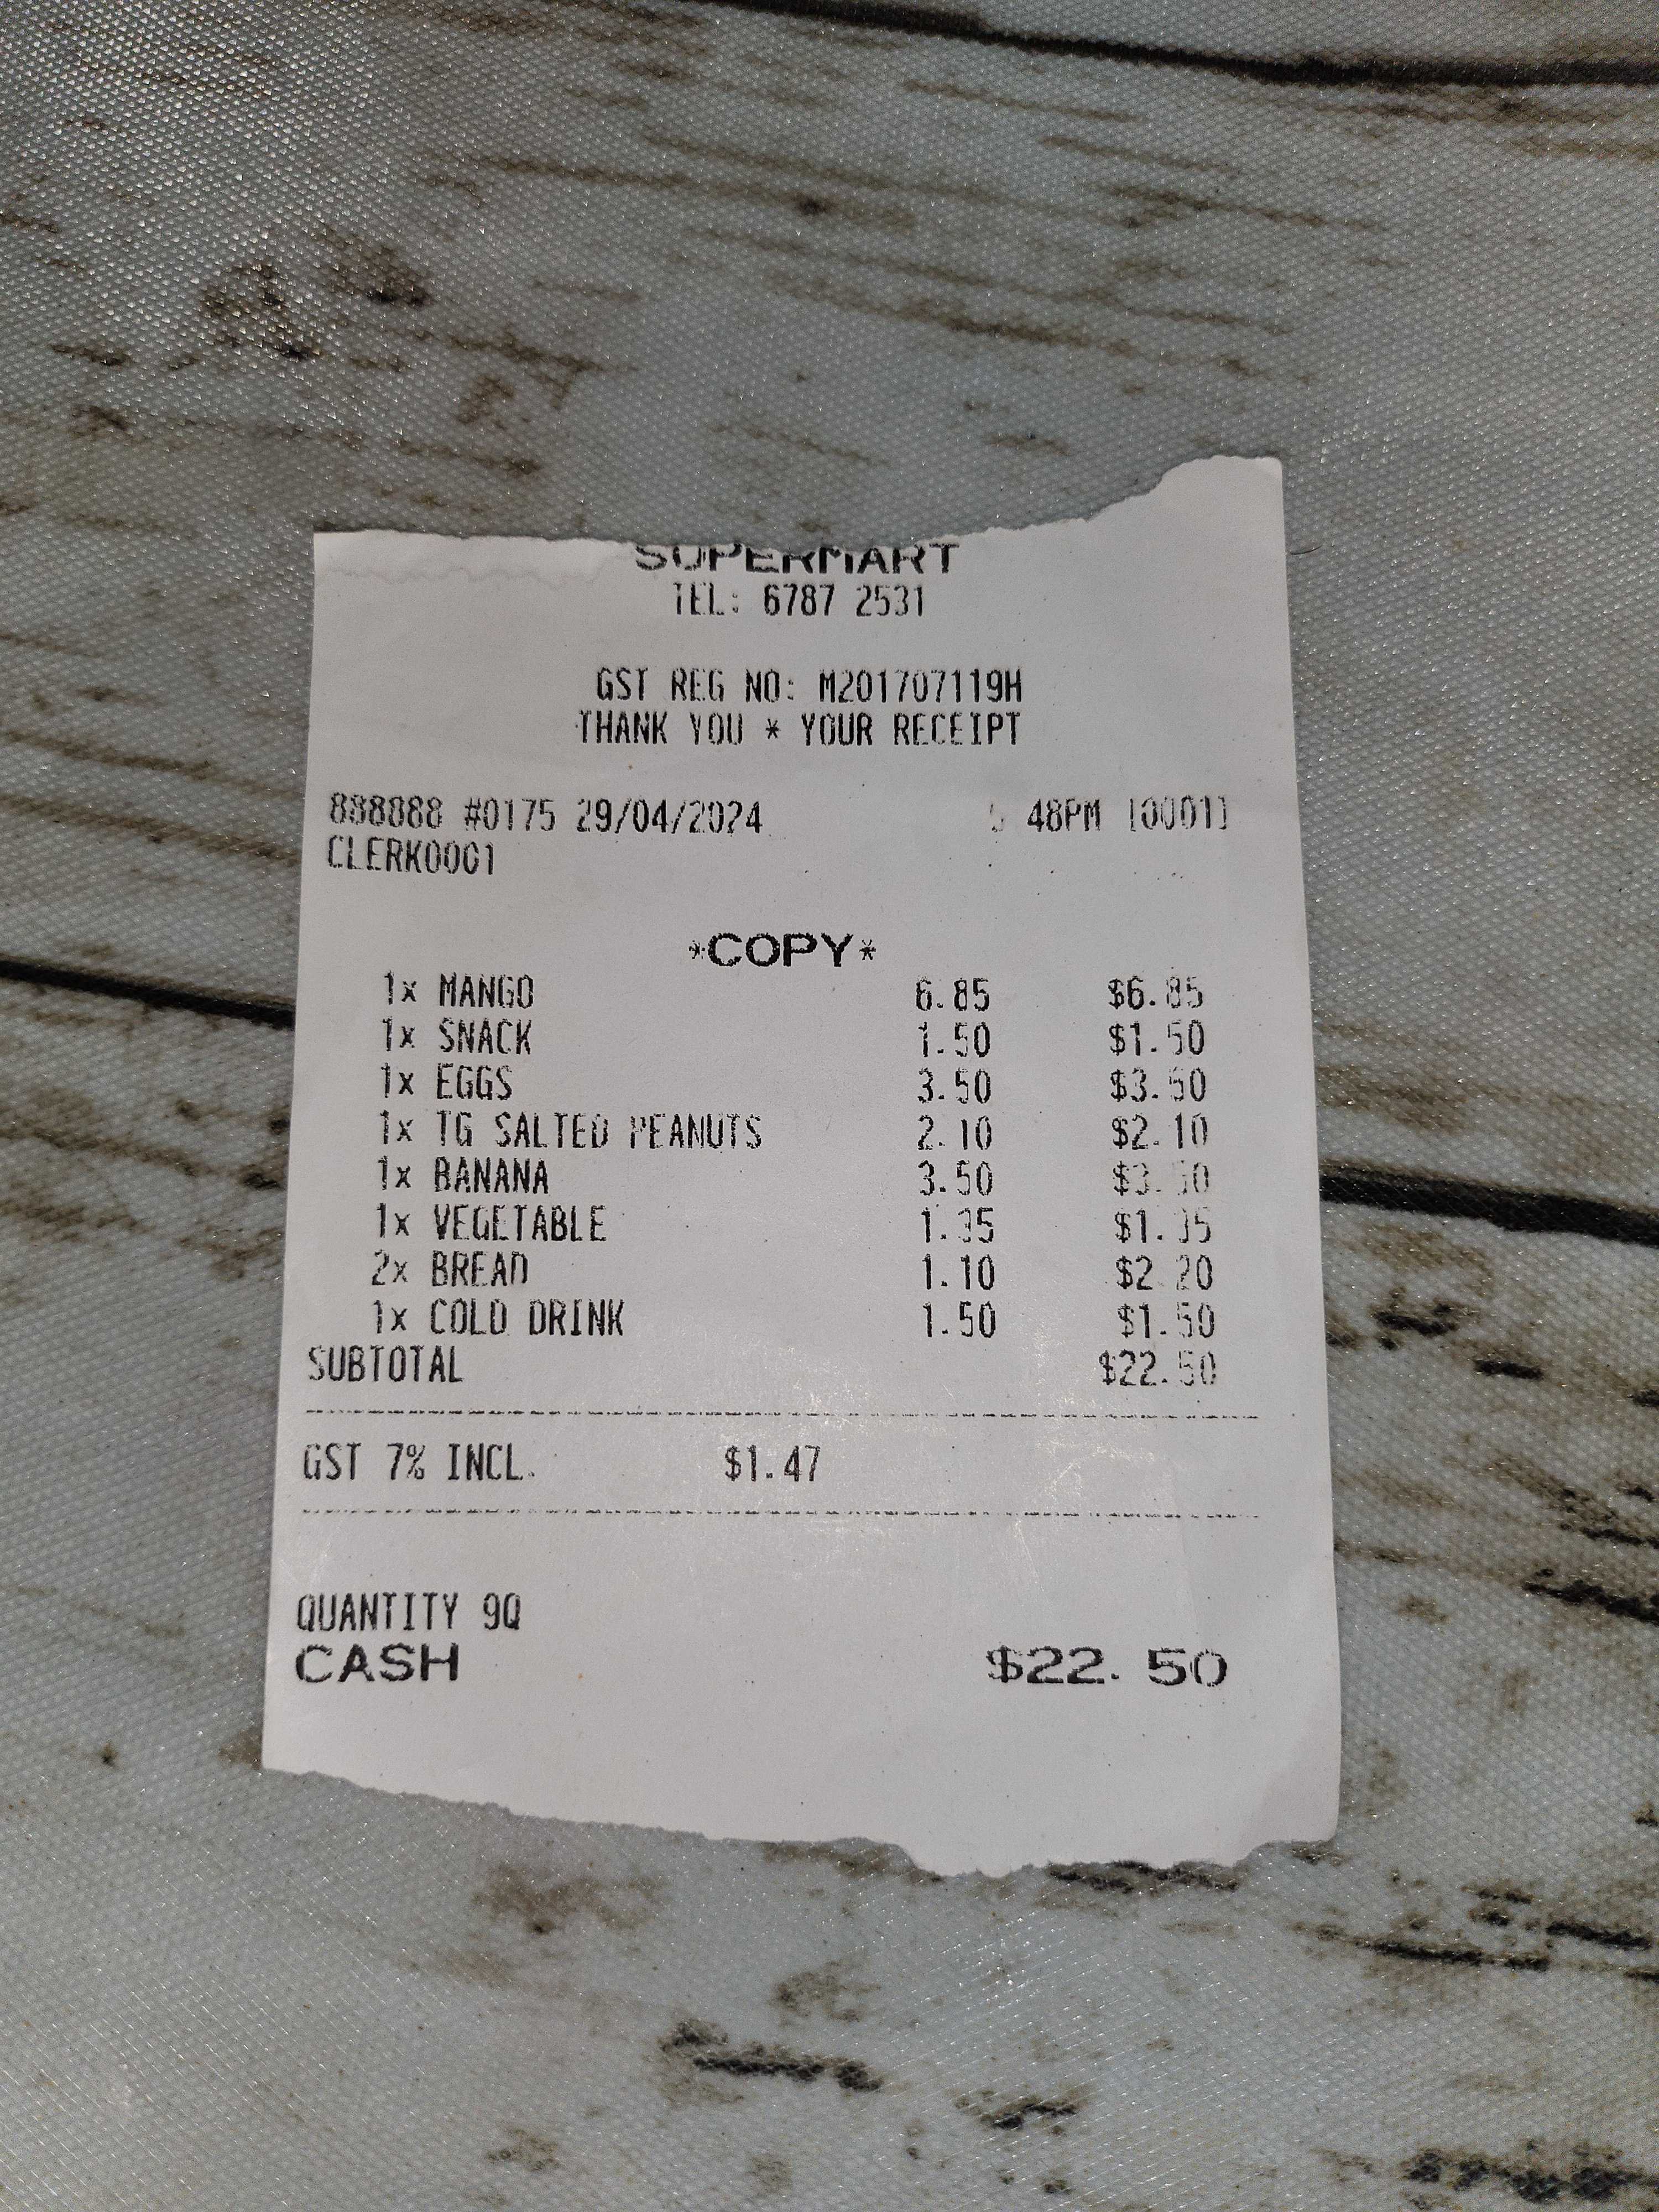 SUPERMART
TEL: 6787 2531
GST REG NO: M201707119H
THANK YOU * YOUR RECEIPT
888888 #0175 29/04/2024 48PM [0001]
CLERK0001
*COPY*
1x MANGO 6.85 $6.85
1x SNACK 1.50 $1.50
1x EGGS 3.50 $3.50
1x TG SALTED PEANUTS 2.10 $2.10
1x BANANA 3.50 $3.50
1x VEGETABLE 1.35 $1.35
2x BREAD 1.10 $2.20
1x COLD DRINK 1.50 $1.50
SUBTOTAL $22.50
GST 7% INCL. $1.47
QUANTITY 9Q
CASH $22.50